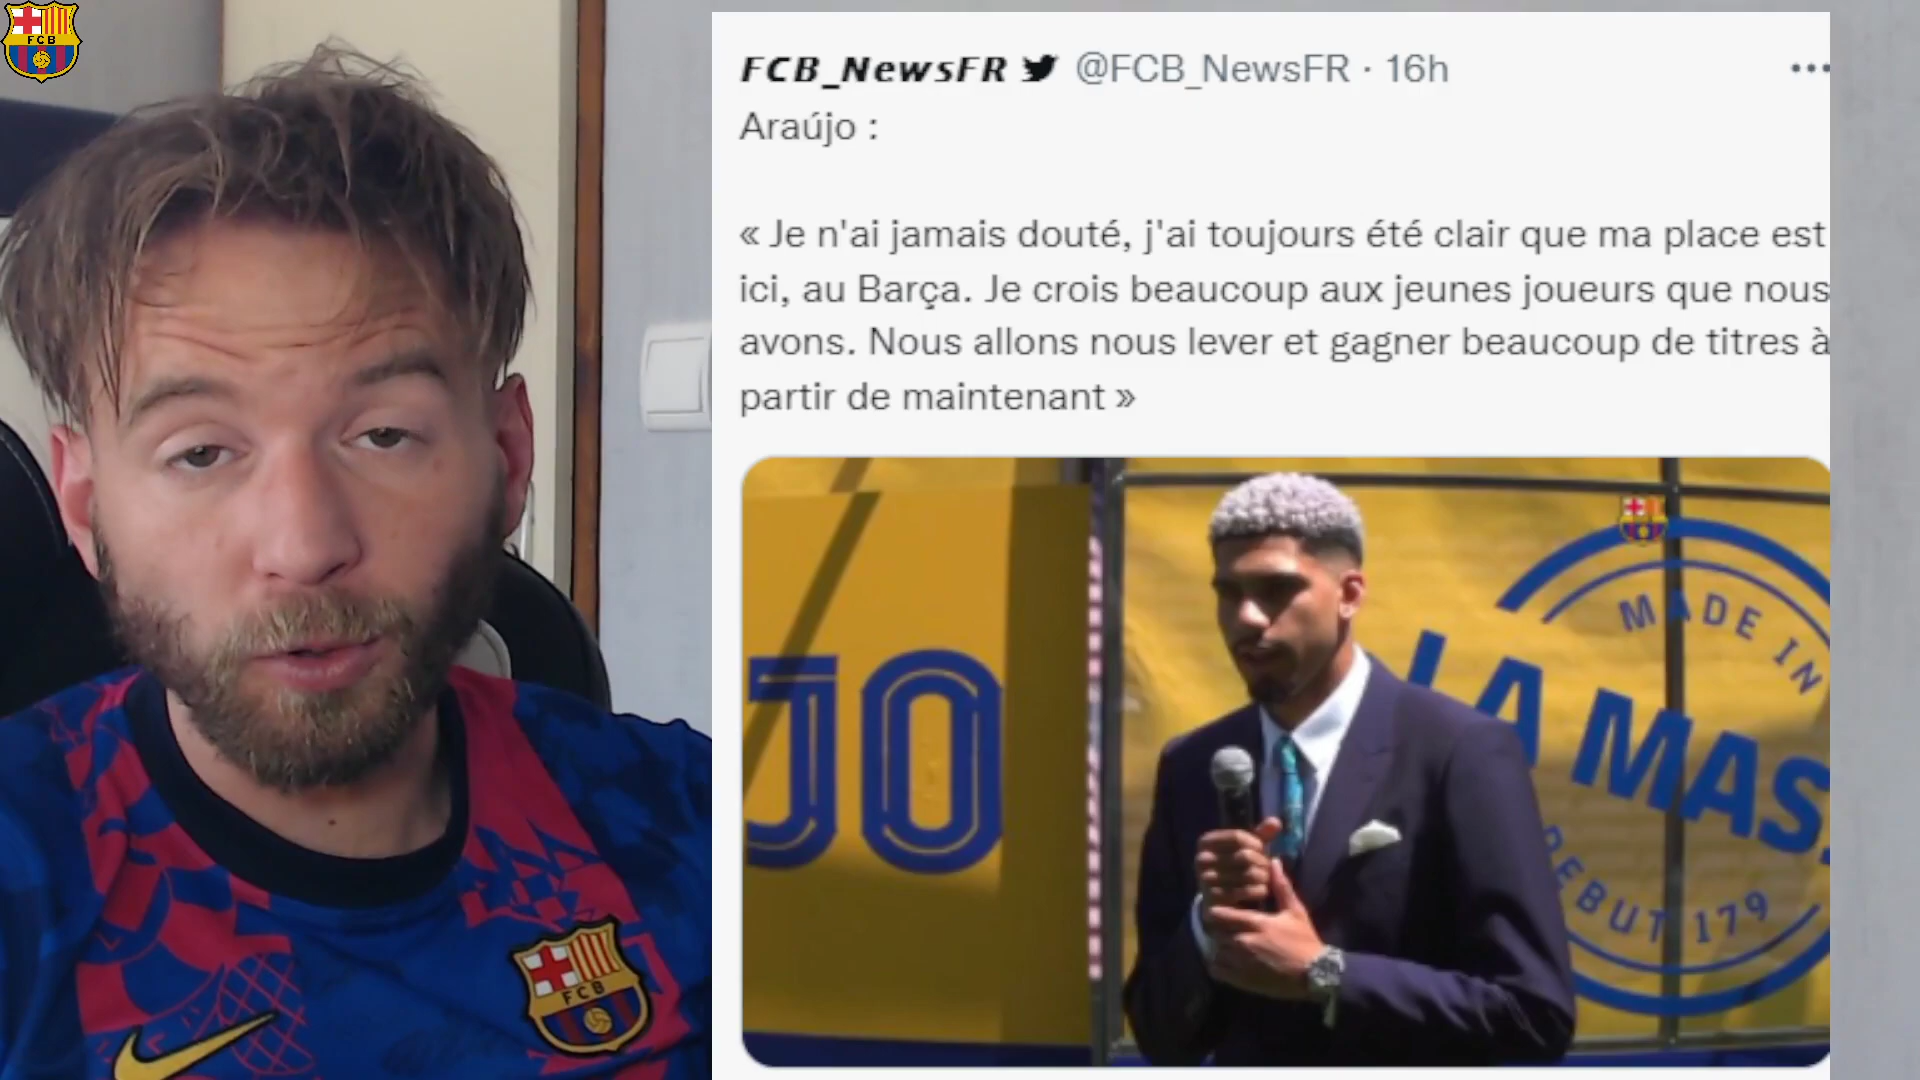 FCB
FCB_NewsFR @FCB_NewsFR · 16h
Araújo :
« Je n'ai jamais douté, j'ai toujours été clair que ma place est
ici, au Barça. Je crois beaucoup aux jeunes joueurs que nous
avons. Nous allons nous lever et gagner beaucoup de titres à
partir de maintenant »
JO
MADE IN
LA MAS
DEBUT 179
FCB